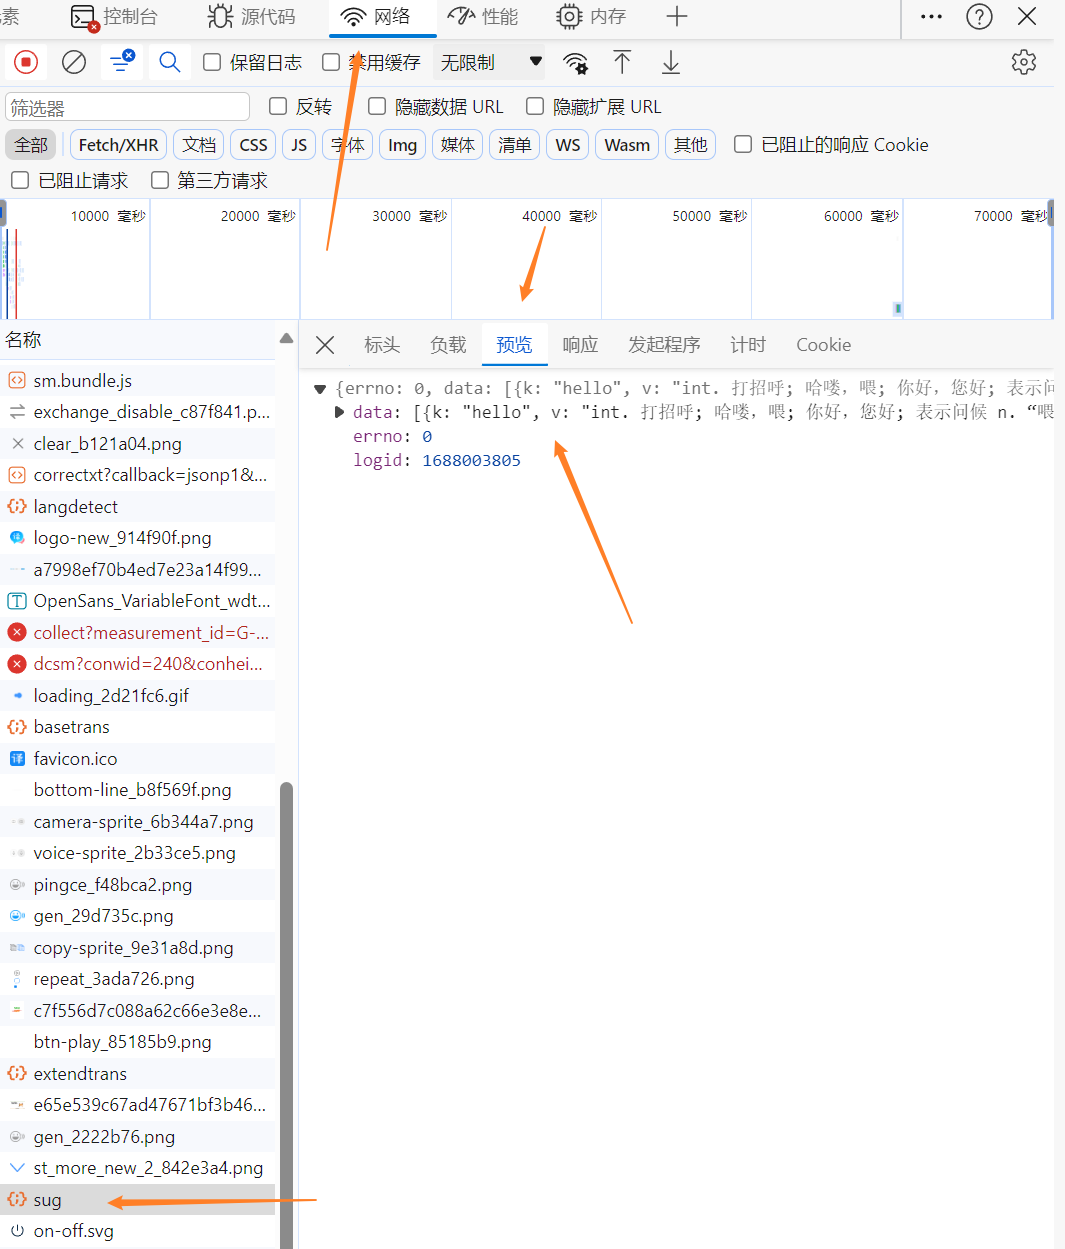 元素 控制台 源代码 网络 性能 内存
保留日志 禁用缓存 无限制
筛选器 反转 隐藏数据 URL 隐藏扩展 URL
全部 Fetch/XHR 文档 CSS JS 字体 Img 媒体 清单 WS Wasm 其他 已阻止的响应 Cookie
已阻止请求 第三方请求
10000 毫秒 20000 毫秒 30000 毫秒 40000 毫秒 50000 毫秒 60000 毫秒 70000 毫秒
名称
标头 负载 预览 响应 发起程序 计时 Cookie
{errno: 0, data: [{k: "hello", v: "int. 打招呼; 哈喽，喂; 你好，您好; 表示问
data: [{k: "hello", v: "int. 打招呼; 哈喽，喂; 你好，您好; 表示问候 n. “喂
errno: 0
logid: 1688003805
sm.bundle.js
exchange_disable_c87f841.p...
clear_b121a04.png
correctxt?callback=jsonp1&...
langdetect
logo-new_914f90f.png
a7998ef70b4ed7e23a14f99...
OpenSans_VariableFont_wdt...
collect?measurement_id=G-...
dcsm?conwid=240&conhei...
loading_2d21fc6.gif
basetrans
译 favicon.ico
bottom-line_b8f569f.png
camera-sprite_6b344a7.png
voice-sprite_2b33ce5.png
pingce_f48bca2.png
gen_29d735c.png
copy-sprite_9e31a8d.png
repeat_3ada726.png
c7f556d7c088a62c66e3e8e...
btn-play_85185b9.png
extendtrans
e65e539c67ad47671bf3b46...
gen_2222b76.png
st_more_new_2_842e3a4.png
sug
on-off.svg